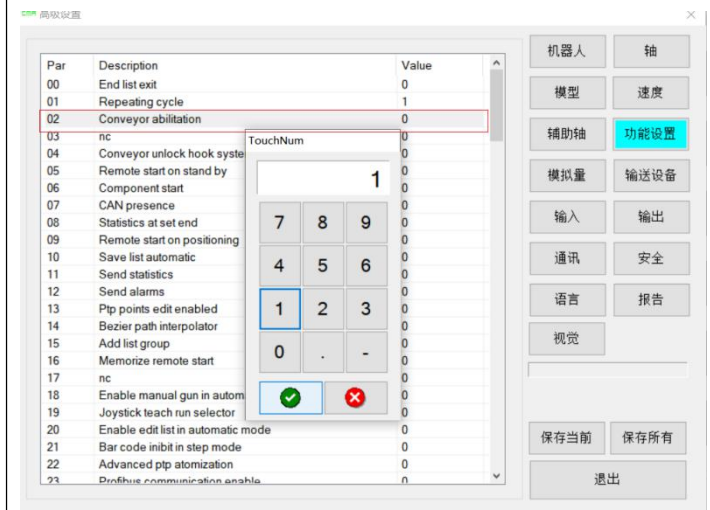 高级设置
Par Description Value
00 End list exit 0
01 Repeating cycle 1
02 Conveyor abilitation 0
03 nc 0
04 Conveyor unlock hook syste 0
05 Remote start on stand by 0
06 Component start 0
07 CAN presence 0
08 Statistics at set end 0
09 Remote start on positioning 0
10 Save list automatic 0
11 Send statistics 0
12 Send alarms 0
13 Ptp points edit enabled 0
14 Bezier path interpolator 0
15 Add list group 0
16 Memorize remote start 0
17 nc 0
18 Enable manual gun in autom 0
19 Joystick teach run selector 0
20 Enable edit list in automatic mode 0
21 Bar code inibit in step mode 0
22 Advanced ptp atomization 0
23 Profibus communication enable 0
TouchNum
1
7 8 9
4 5 6
1 2 3
0 . -
机器人 轴
模型 速度
辅助轴 功能设置
模拟量 输送设备
输入 输出
通讯 安全
语言 报告
视觉
保存当前 保存所有
退出